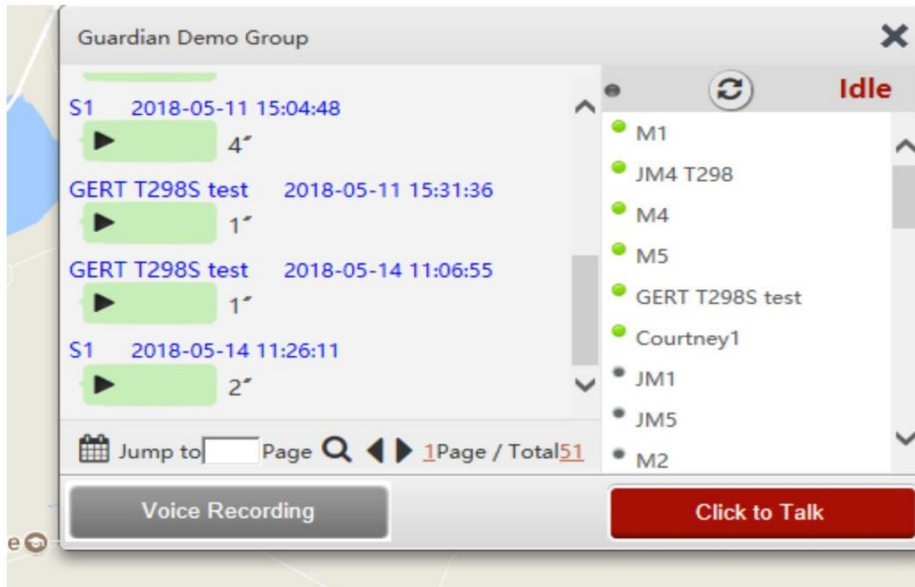 Guardian Demo Group
S1 2018-05-11 15:04:48
4″
GERT T298S test 2018-05-11 15:31:36
1″
GERT T298S test 2018-05-14 11:06:55
1″
S1 2018-05-14 11:26:11
2″
Jump to Page 1Page / Total51
Voice Recording
Idle
M1
JM4 T298
M4
M5
GERT T298S test
Courtney1
JM1
JM5
M2
Click to Talk
e